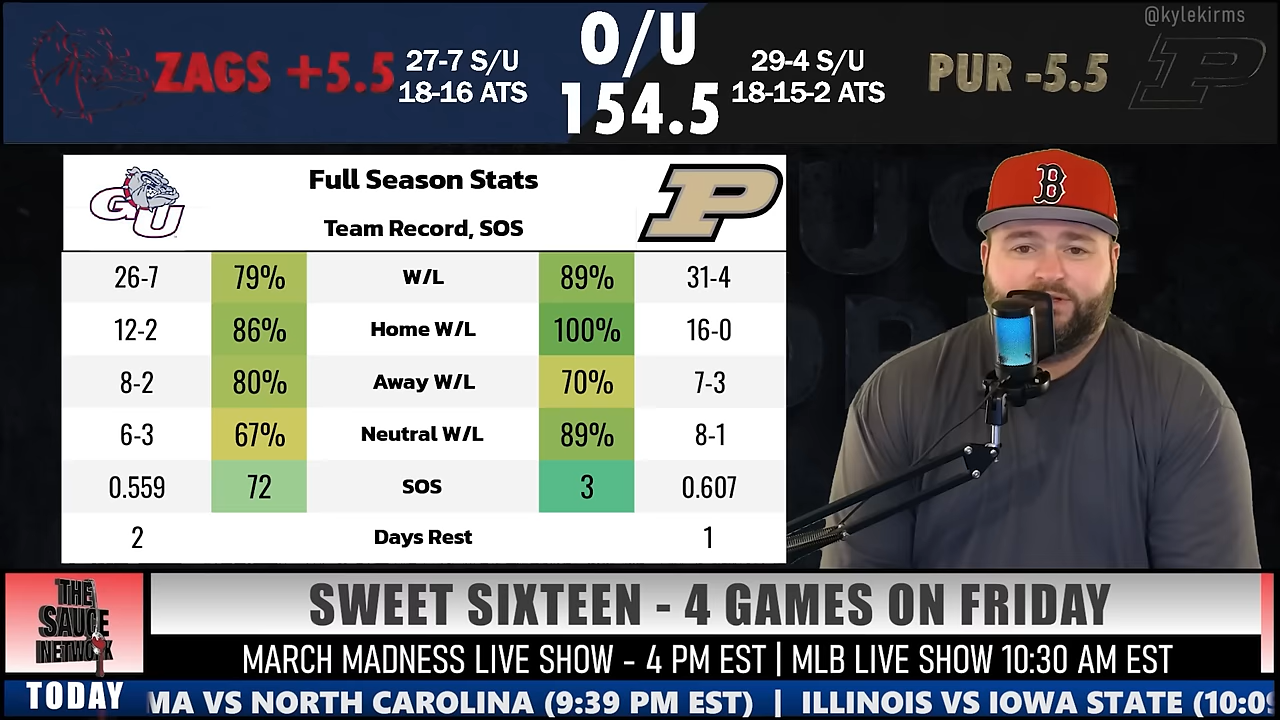 @kylekirms
ZAGS +5.5
27-7 S/U
18-16 ATS
O/U
154.5
29-4 S/U
18-15-2 ATS
PUR -5.5
P
GU
Full Season Stats
Team Record, SOS
P
B
26-7 79% W/L 89% 31-4
12-2 86% Home W/L 100% 16-0
8-2 80% Away W/L 70% 7-3
6-3 67% Neutral W/L 89% 8-1
0.559 72 SOS 3 0.607
2 Days Rest 1
THE
SAUCE
NETWORK
SWEET SIXTEEN - 4 GAMES ON FRIDAY
MARCH MADNESS LIVE SHOW - 4 PM EST | MLB LIVE SHOW 10:30 AM EST
TODAY
MA VS NORTH CAROLINA (9:39 PM EST) | ILLINOIS VS IOWA STATE (10:0